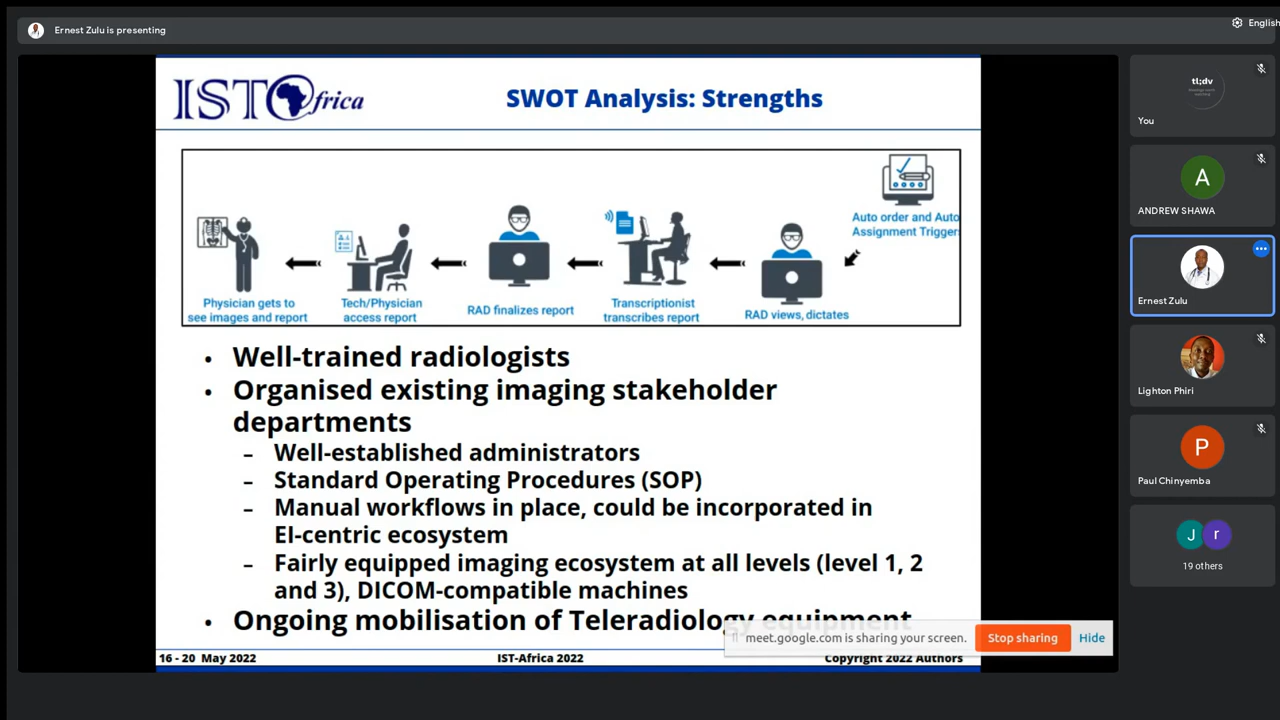 Ernest Zulu is presenting
English
IST Africa
SWOT Analysis: Strengths
Auto order and Auto
Assignment Trigger
Physician gets to
see images and report
Tech/Physician
access report
RAD finalizes report
Transcriptionist
transcribes report
RAD views, dictates
• Well-trained radiologists
• Organised existing imaging stakeholder
departments
– Well-established administrators
– Standard Operating Procedures (SOP)
– Manual workflows in place, could be incorporated in
EI-centric ecosystem
– Fairly equipped imaging ecosystem at all levels (level 1, 2
and 3), DICOM-compatible machines
• Ongoing mobilisation of Teleradiology equipment
meet.google.com is sharing your screen.
Stop sharing
Hide
16 - 20 May 2022
IST-Africa 2022
Copyright 2022 Authors
tl;dv
You
A
ANDREW SHAWA
Ernest Zulu
Lighton Phiri
P
Paul Chinyemba
J
r
19 others